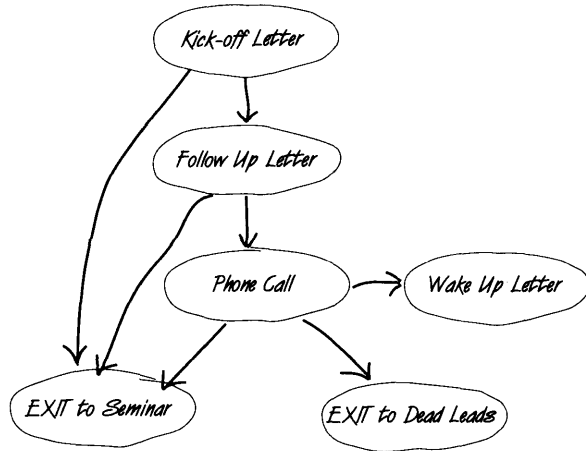 Kick-off Letter
Follow Up Letter
Phone Call
Wake Up Letter
EXIT to Seminar
EXIT to Dead Leads